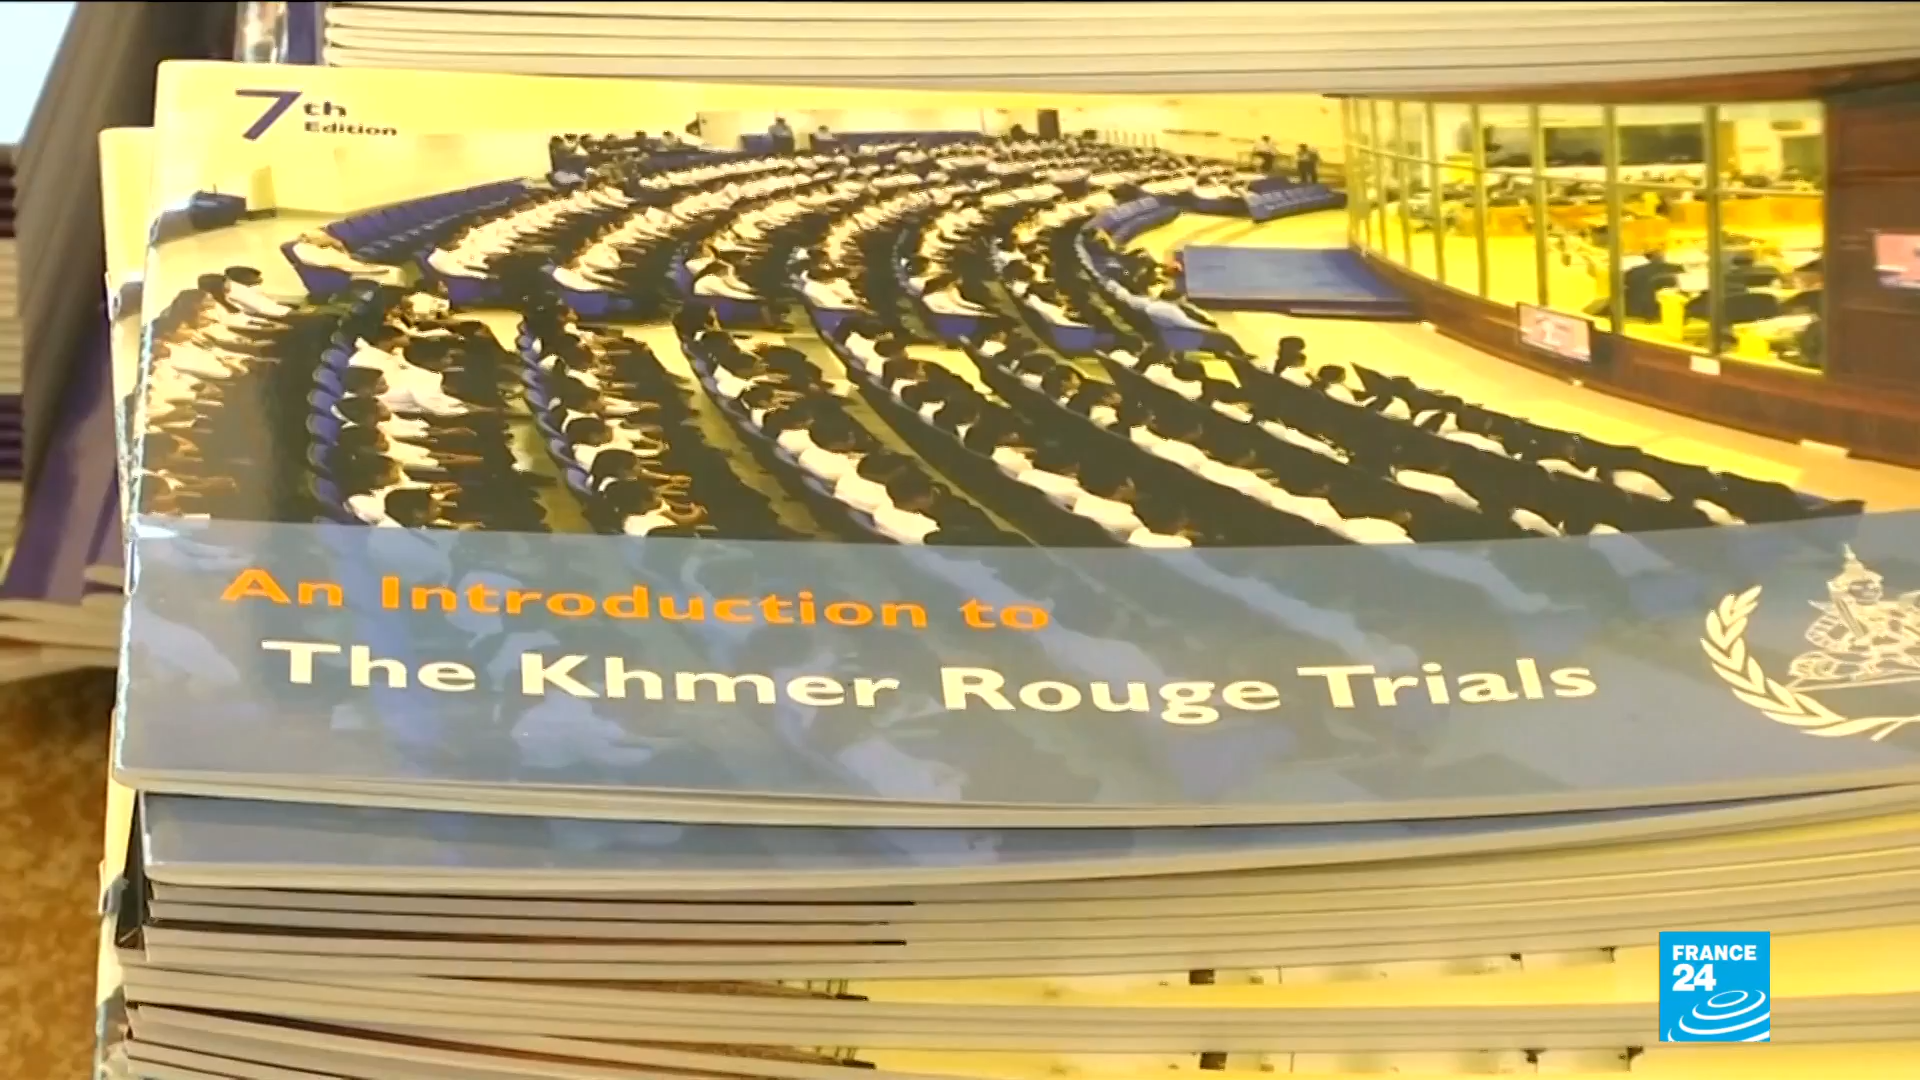 7th
Edition
An Introduction to
The Khmer Rouge Trials
FRANCE
24